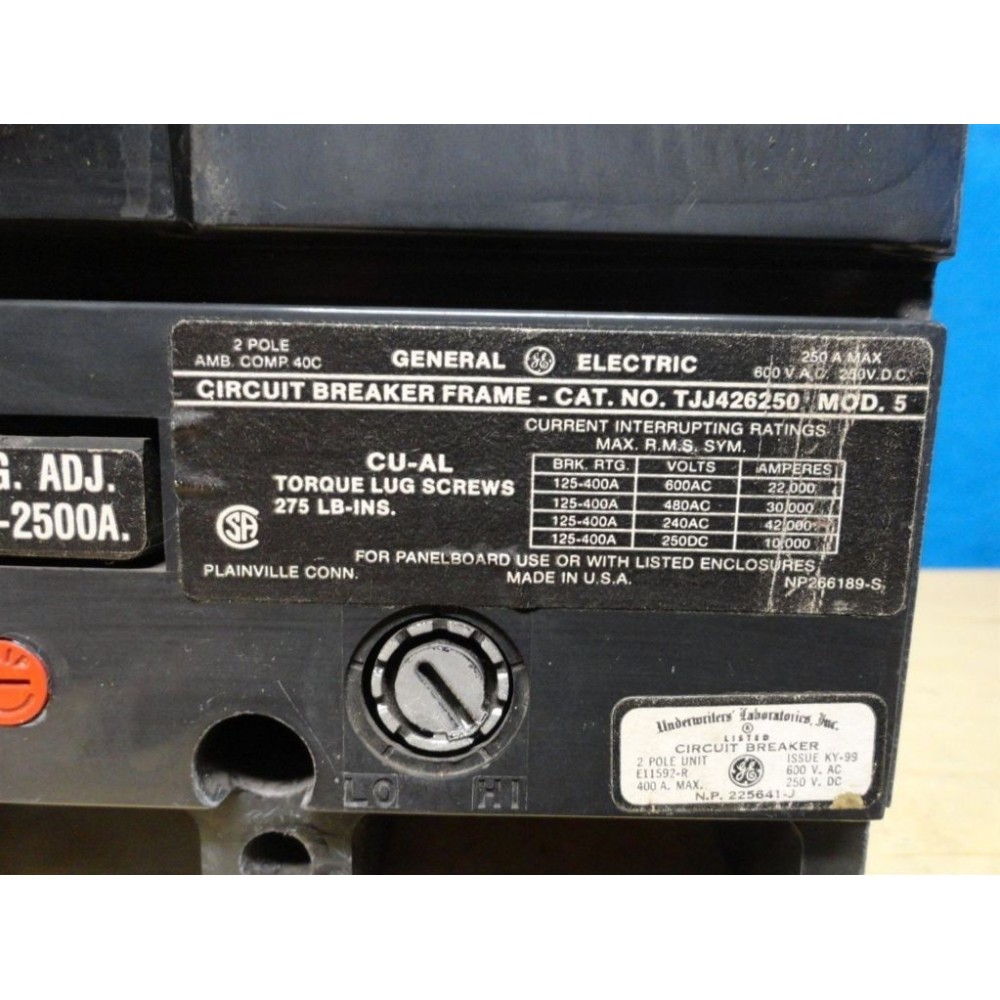 2 POLE
AMB. COMP. 40C
GENERAL GE ELECTRIC
250 A MAX
600 V.A.C. 250V.D.C.
CIRCUIT BREAKER FRAME - CAT. NO. TJJ426250 MOD. 5
CURRENT INTERRUPTING RATINGS
MAX. R.M.S. SYM.
BRK. RTG. VOLTS AMPERES
125-400A 600AC 22,000
125-400A 480AC 30,000
125-400A 240AC 42,000
125-400A 250DC 10,000
CU-AL
TORQUE LUG SCREWS
275 LB-INS.
SA
FOR PANELBOARD USE OR WITH LISTED ENCLOSURES
PLAINVILLE CONN.
MADE IN U.S.A.
NP266189-S
G. ADJ.
-2500A.
LO HI
Underwriters' Laboratories, Inc.
®
LISTED
CIRCUIT BREAKER
2 POLE UNIT ISSUE KY-99
E11592-R GE 600 V. AC
400 A. MAX. 250 V. DC
N.P. 225641-J